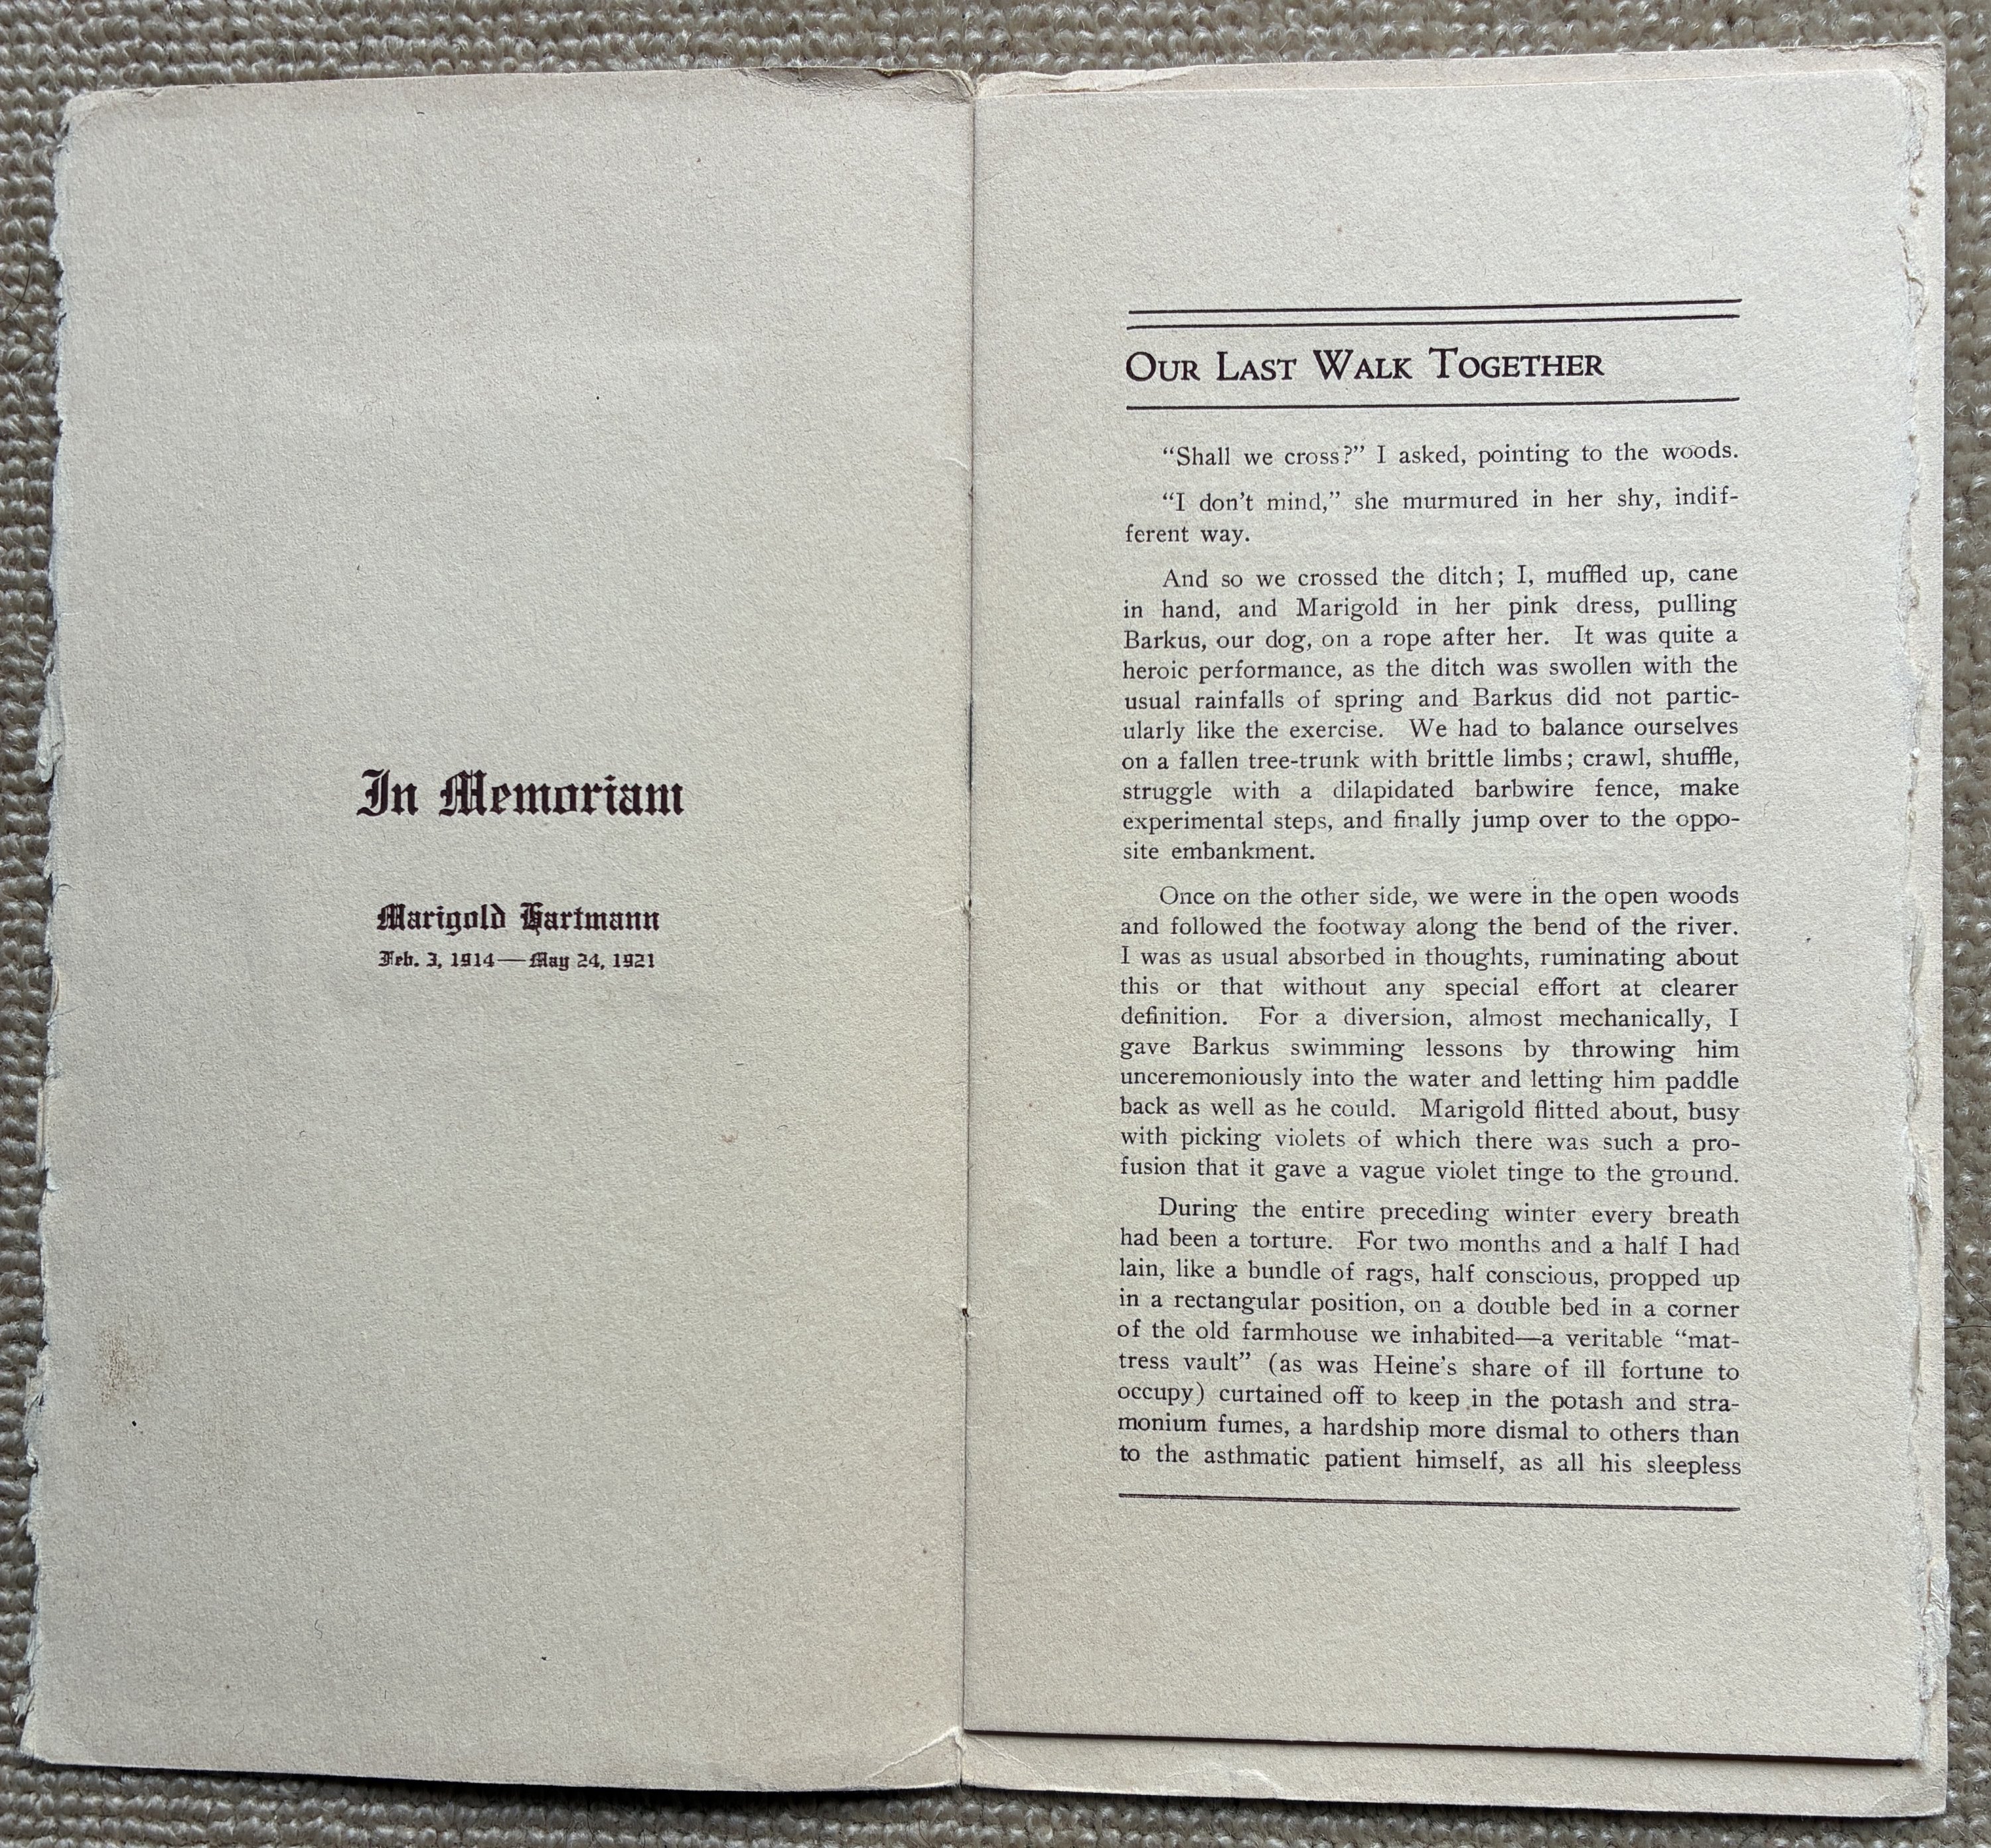 In Memoriam
Marigold Hartmann
Feb. 3, 1914—May 24, 1921
OUR LAST WALK TOGETHER
“Shall we cross?” I asked, pointing to the woods.
“I don’t mind,” she murmured in her shy, indif-
ferent way.
And so we crossed the ditch; I, muffled up, cane
in hand, and Marigold in her pink dress, pulling
Barkus, our dog, on a rope after her. It was quite a
heroic performance, as the ditch was swollen with the
usual rainfalls of spring and Barkus did not partic-
ularly like the exercise. We had to balance ourselves
on a fallen tree-trunk with brittle limbs; crawl, shuffle,
struggle with a dilapidated barbwire fence, make
experimental steps, and finally jump over to the oppo-
site embankment.
Once on the other side, we were in the open woods
and followed the footway along the bend of the river.
I was as usual absorbed in thoughts, ruminating about
this or that without any special effort at clearer
definition. For a diversion, almost mechanically, I
gave Barkus swimming lessons by throwing him
unceremoniously into the water and letting him paddle
back as well as he could. Marigold flitted about, busy
with picking violets of which there was such a pro-
fusion that it gave a vague violet tinge to the ground.
During the entire preceding winter every breath
had been a torture. For two months and a half I had
lain, like a bundle of rags, half conscious, propped up
in a rectangular position, on a double bed in a corner
of the old farmhouse we inhabited—a veritable “mat-
tress vault” (as was Heine’s share of ill fortune to
occupy) curtained off to keep in the potash and stra-
monium fumes, a hardship more dismal to others than
to the asthmatic patient himself, as all his sleepless